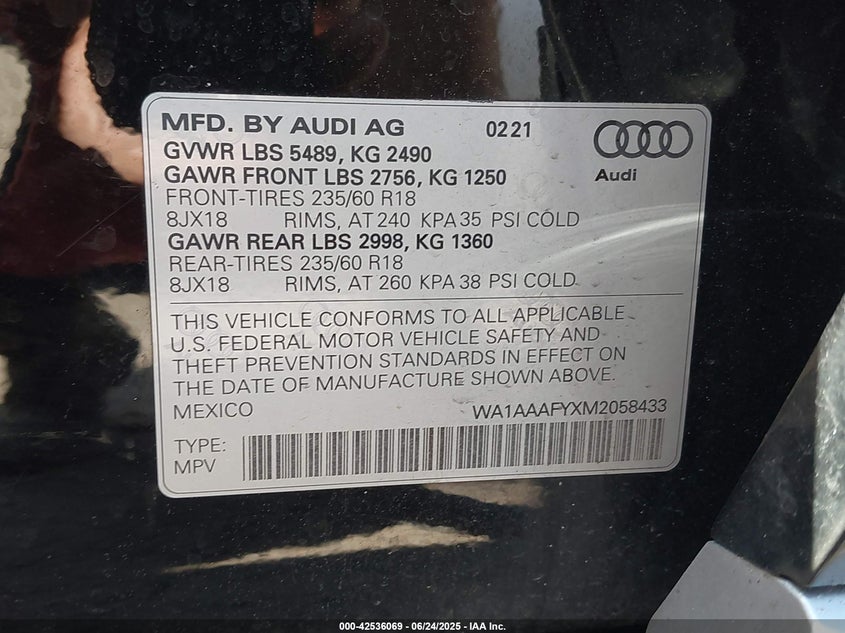 MFD. BY AUDI AG 0221
GVWR LBS 5489, KG 2490
GAWR FRONT LBS 2756, KG 1250
Audi
FRONT-TIRES 235/60 R18
8JX18 RIMS, AT 240 KPA 35 PSI COLD
GAWR REAR LBS 2998, KG 1360
REAR-TIRES 235/60 R18
8JX18 RIMS, AT 260 KPA 38 PSI COLD
THIS VEHICLE CONFORMS TO ALL APPLICABLE
U.S. FEDERAL MOTOR VEHICLE SAFETY AND
THEFT PREVENTION STANDARDS IN EFFECT ON
THE DATE OF MANUFACTURE SHOWN ABOVE.
MEXICO WA1AAAFYXM2058433
TYPE:
MPV
000-42536069 - 06/24/2025 - IAA Inc.